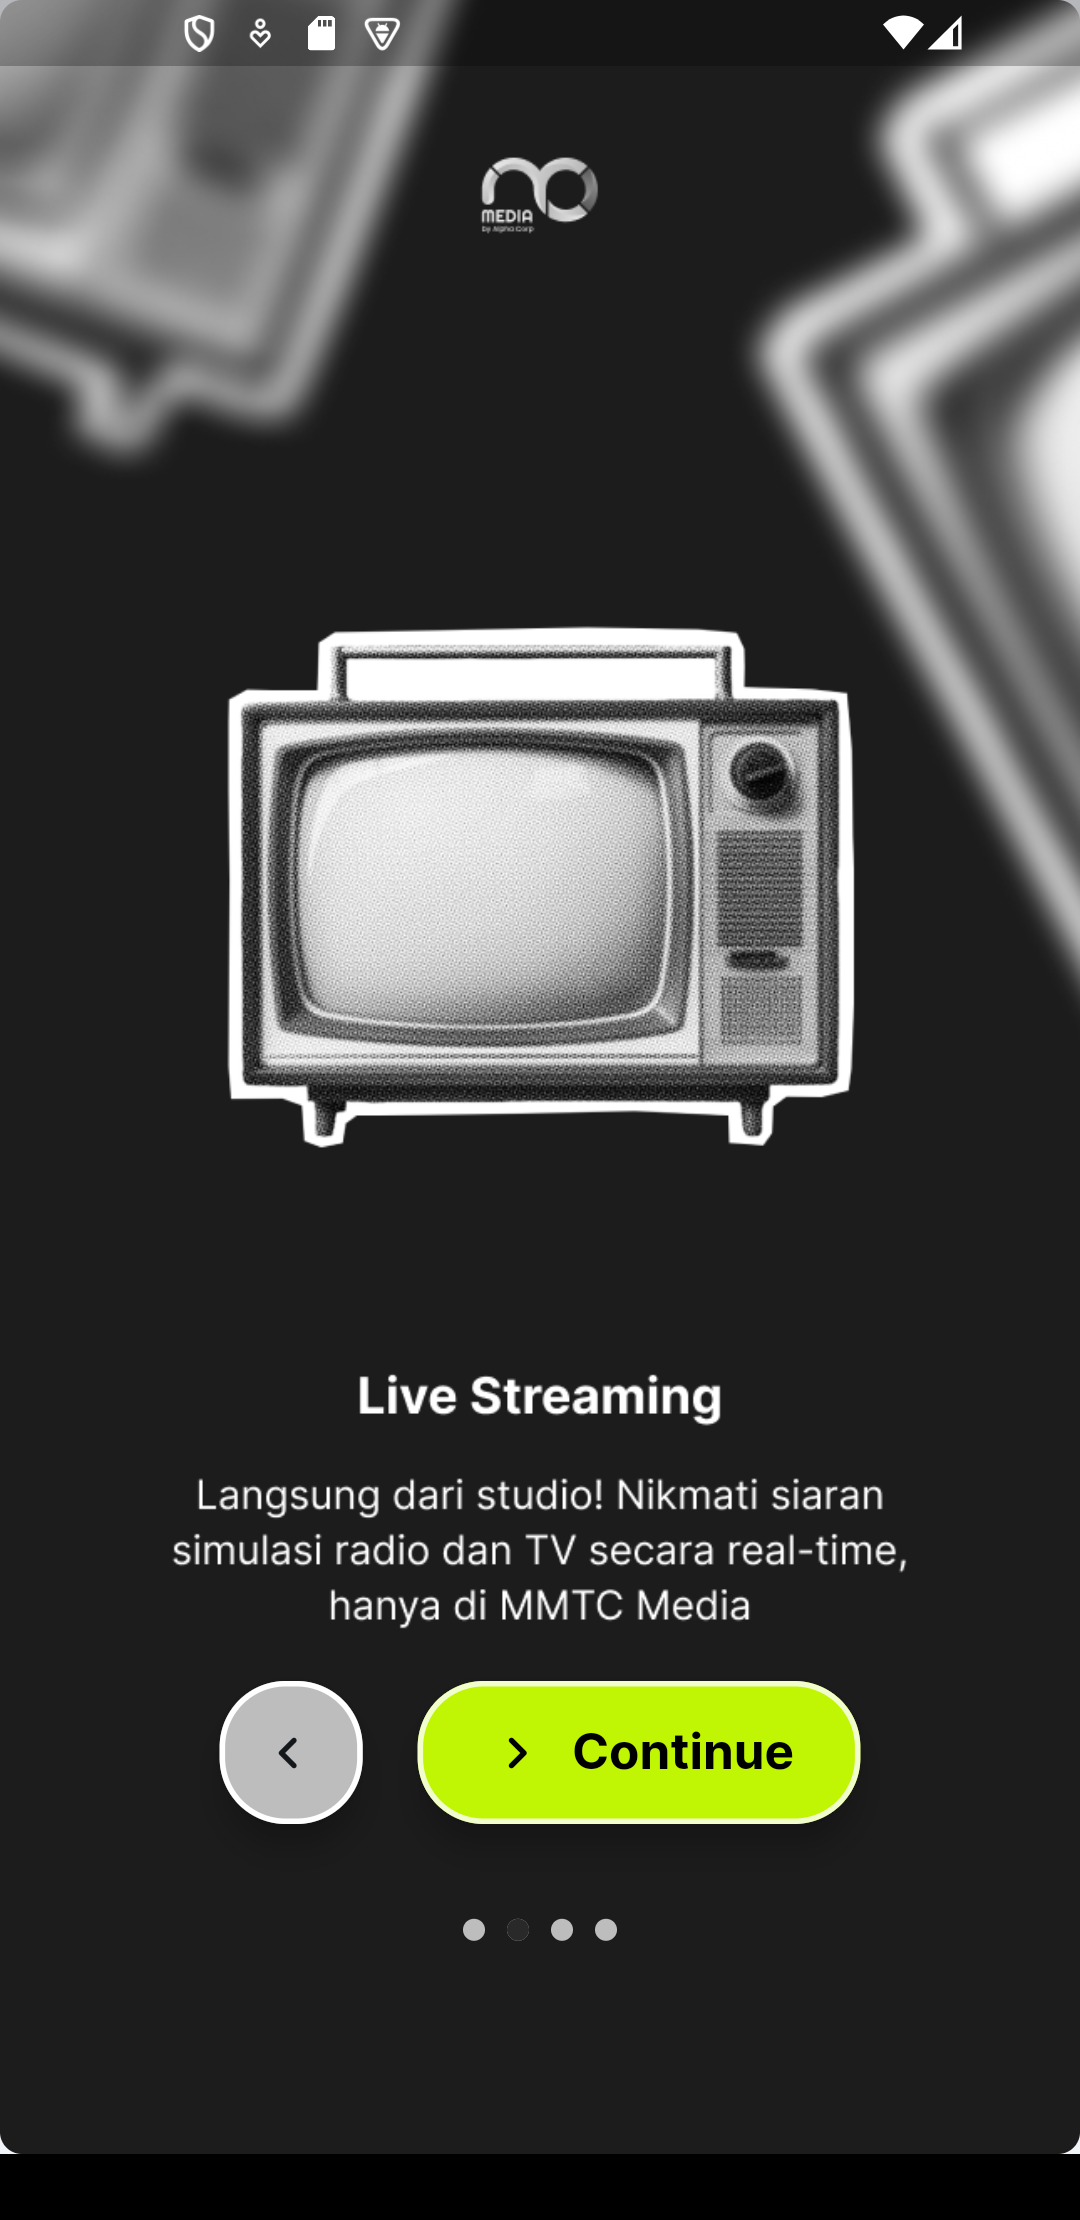 MEDIA
by Alpha Corp
Live Streaming
Langsung dari studio! Nikmati siaran
simulasi radio dan TV secara real-time,
hanya di MMTC Media
Continue